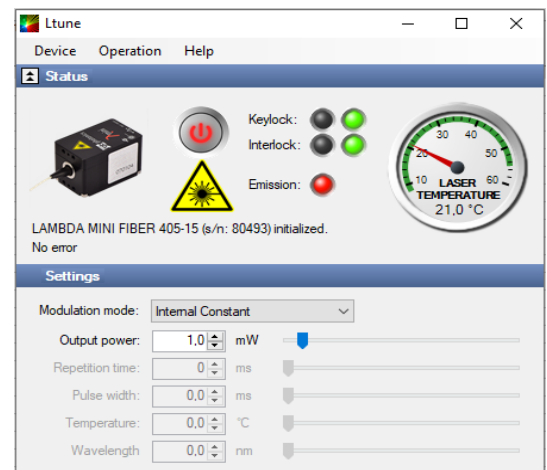 Ltune
Device Operation Help
Status
Keylock:
Interlock:
Emission:
10 20 30 40 50 60
LASER
TEMPERATURE
21,0 °C
LAMBDA MINI FIBER 405-15 (s/n: 80493) initialized.
No error
Settings
Modulation mode: Internal Constant
Output power: 1,0 mW
Repetition time: 0 ms
Pulse width: 0,0 ms
Temperature: 0,0 °C
Wavelength 0,0 nm